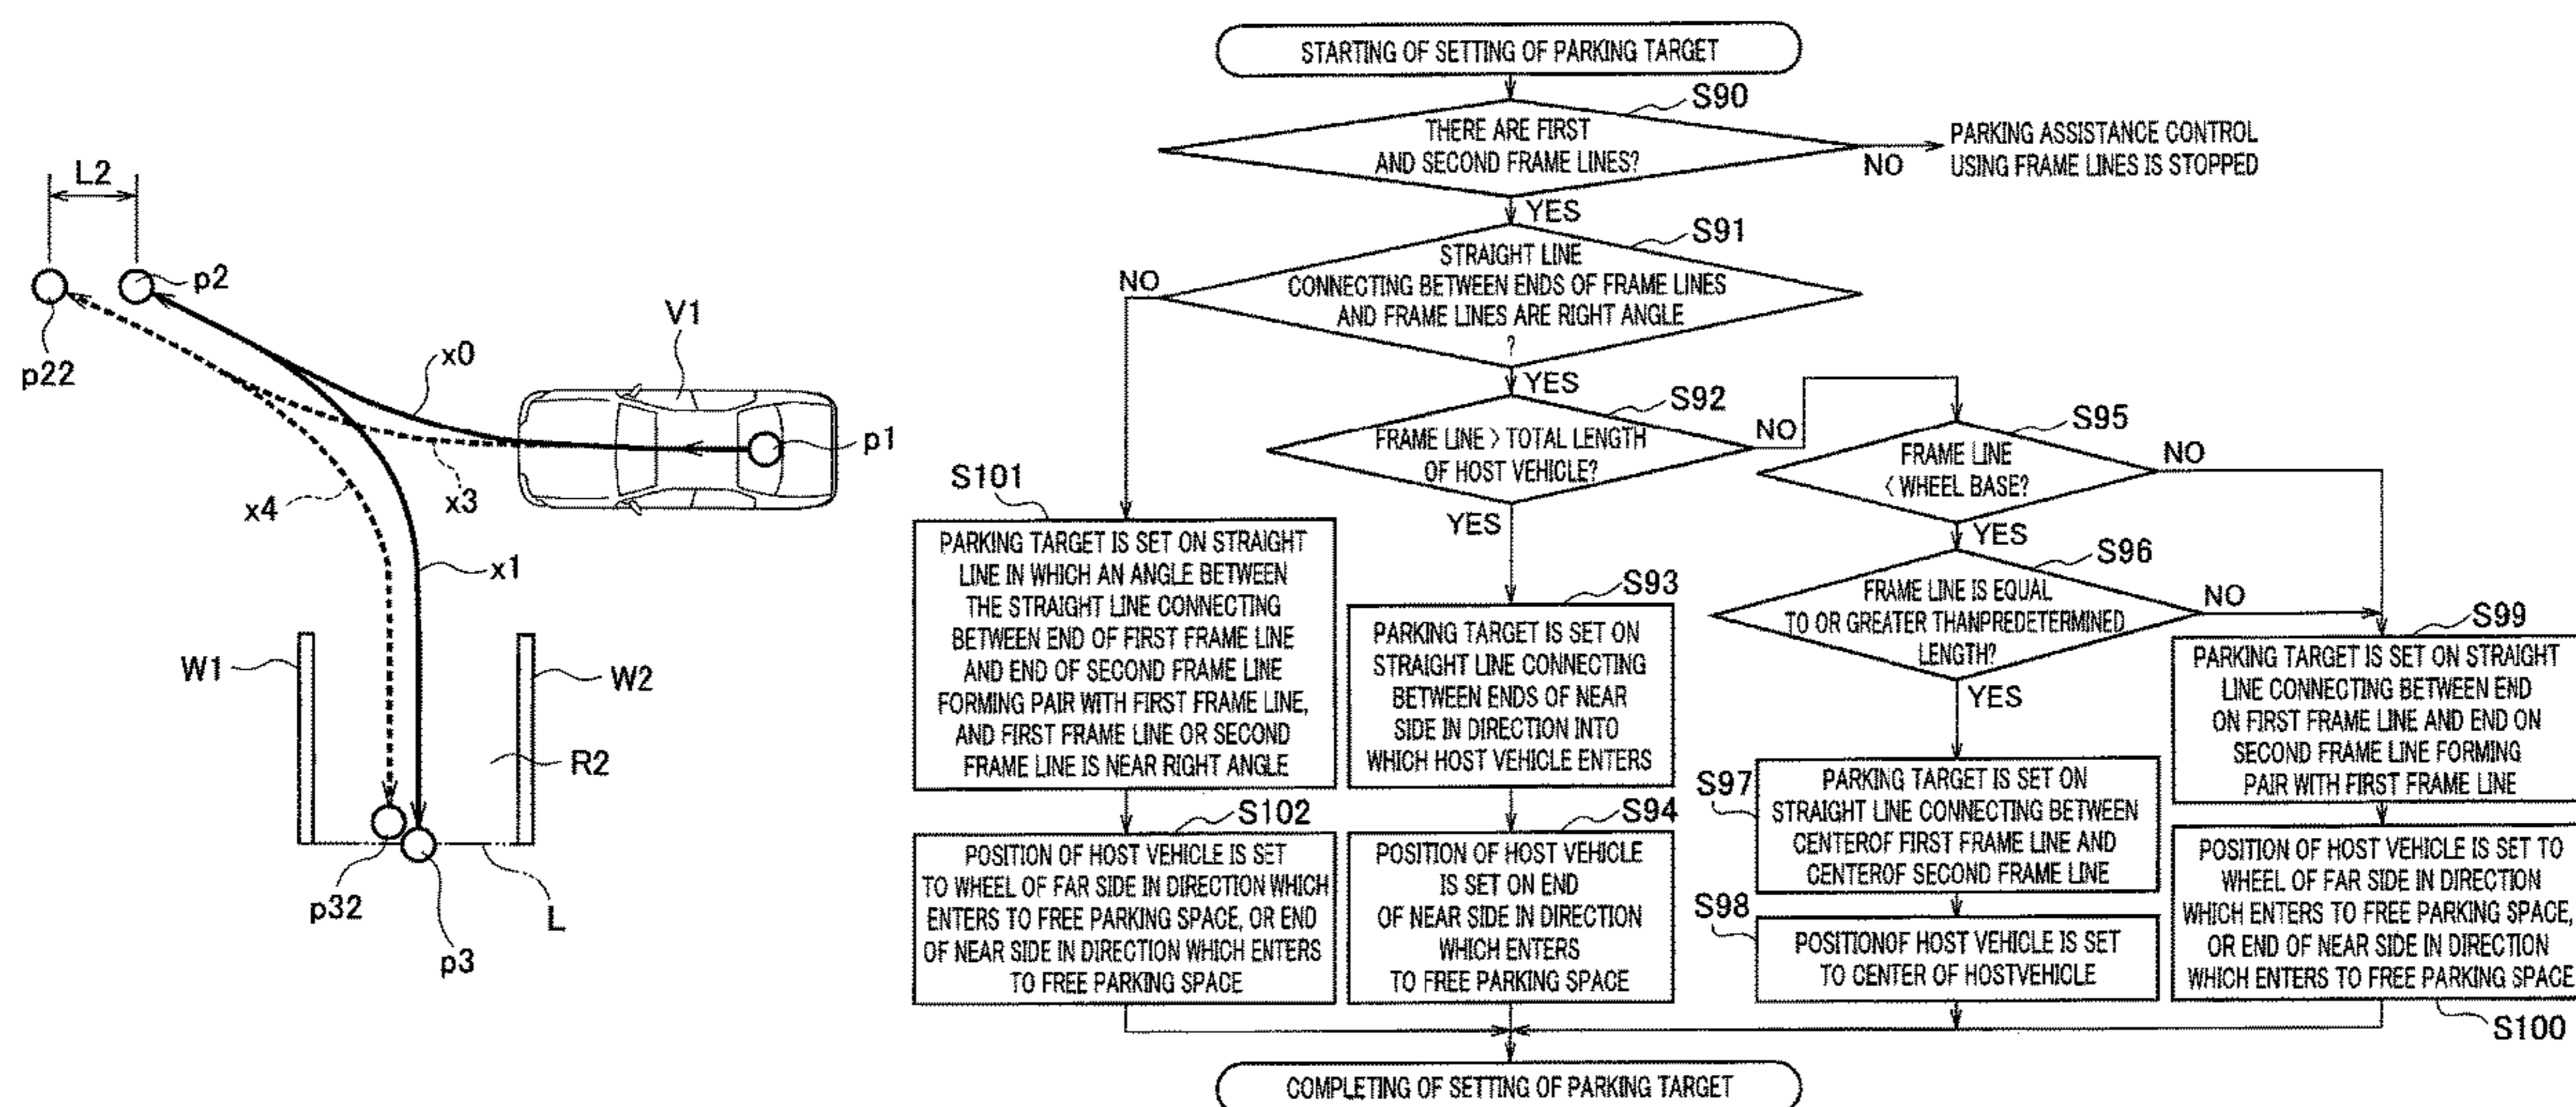 L2
p2
p22
x0
V1
p1
x3
x4
x1
W1
W2
R2
p32
p3
L
STARTING OF SETTING OF PARKING TARGET
S90
THERE ARE FIRST
AND SECOND FRAME LINES?
NO
PARKING ASSISTANCE CONTROL
USING FRAME LINES IS STOPPED
YES
S91
STRAIGHT LINE
CONNECTING BETWEEN ENDS OF FRAME LINES
AND FRAME LINES ARE RIGHT ANGLE
?
NO
YES
S92
FRAME LINE > TOTAL LENGTH
OF HOST VEHICLE?
NO
YES
S95
FRAME LINE
< WHEEL BASE?
NO
YES
S96
FRAME LINE IS EQUAL
TO OR GREATER THANPREDETERMINED
LENGTH?
NO
YES
S101
PARKING TARGET IS SET ON STRAIGHT
LINE IN WHICH AN ANGLE BETWEEN
THE STRAIGHT LINE CONNECTING
BETWEEN END OF FIRST FRAME LINE
AND END OF SECOND FRAME LINE
FORMING PAIR WITH FIRST FRAME LINE,
AND FIRST FRAME LINE OR SECOND
FRAME LINE IS NEAR RIGHT ANGLE
S102
POSITION OF HOST VEHICLE IS SET
TO WHEEL OF FAR SIDE IN DIRECTION WHICH
ENTERS TO FREE PARKING SPACE, OR END
OF NEAR SIDE IN DIRECTION WHICH ENTERS
TO FREE PARKING SPACE
S93
PARKING TARGET IS SET ON
STRAIGHT LINE CONNECTING
BETWEEN ENDS OF NEAR
SIDE IN DIRECTION INTO
WHICH HOST VEHICLE ENTERS
S94
POSITION OF HOST VEHICLE
IS SET ON END
OF NEAR SIDE IN DIRECTION
WHICH ENTERS
TO FREE PARKING SPACE
S97
PARKING TARGET IS SET ON
STRAIGHT LINE CONNECTING BETWEEN
CENTEROF FIRST FRAME LINE AND
CENTEROF SECOND FRAME LINE
S98
POSITIONOF HOST VEHICLE IS SET
TO CENTER OF HOSTVEHICLE
S99
PARKING TARGET IS SET ON STRAIGHT
LINE CONNECTING BETWEEN END
ON FIRST FRAME LINE AND END ON
SECOND FRAME LINE FORMING
PAIR WITH FIRST FRAME LINE
POSITION OF HOST VEHICLE IS SET TO
WHEEL OF FAR SIDE IN DIRECTION
WHICH ENTERS TO FREE PARKING SPACE,
OR END OF NEAR SIDE IN DIRECTION
WHICH ENTERS TO FREE PARKING SPACE
S100
COMPLETING OF SETTING OF PARKING TARGET